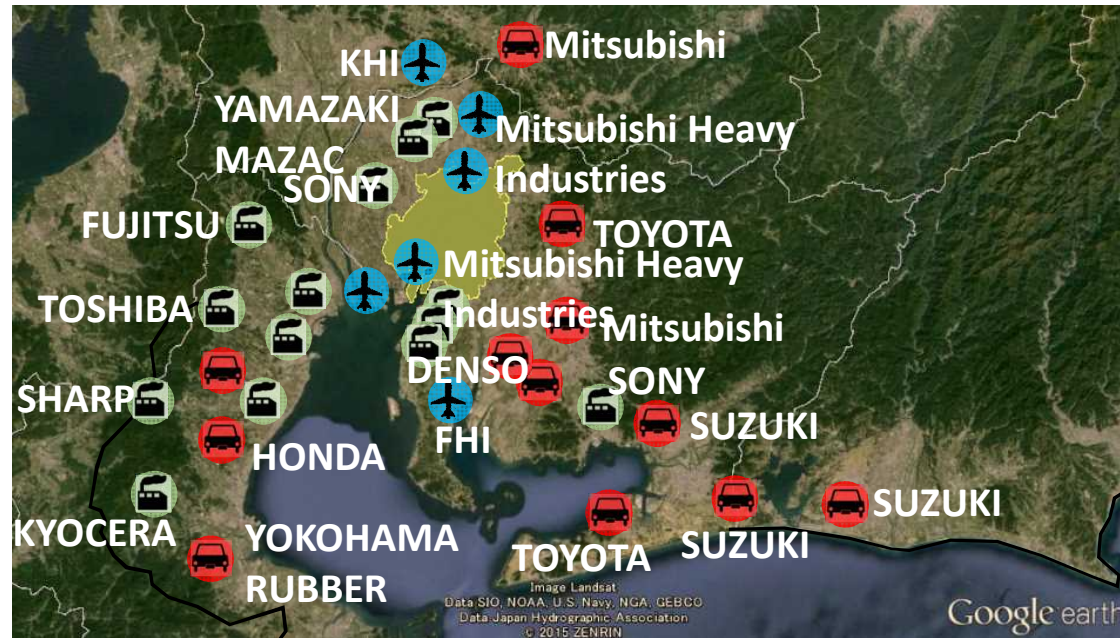 Mitsubishi
KHI
YAMAZAKI
MAZAC
Mitsubishi Heavy
Industries
SONY
FUJITSU
TOYOTA
Mitsubishi Heavy
Industries
TOSHIBA
Mitsubishi
DENSO
SONY
SHARP
SUZUKI
FHI
HONDA
KYOCERA
SUZUKI
YOKOHAMA
RUBBER
TOYOTA
SUZUKI
Image Landsat
Data SIO, NOAA, U.S. Navy, NGA, GEBCO
Data Japan Hydrographic Association
© 2015 ZENRIN
Google earth